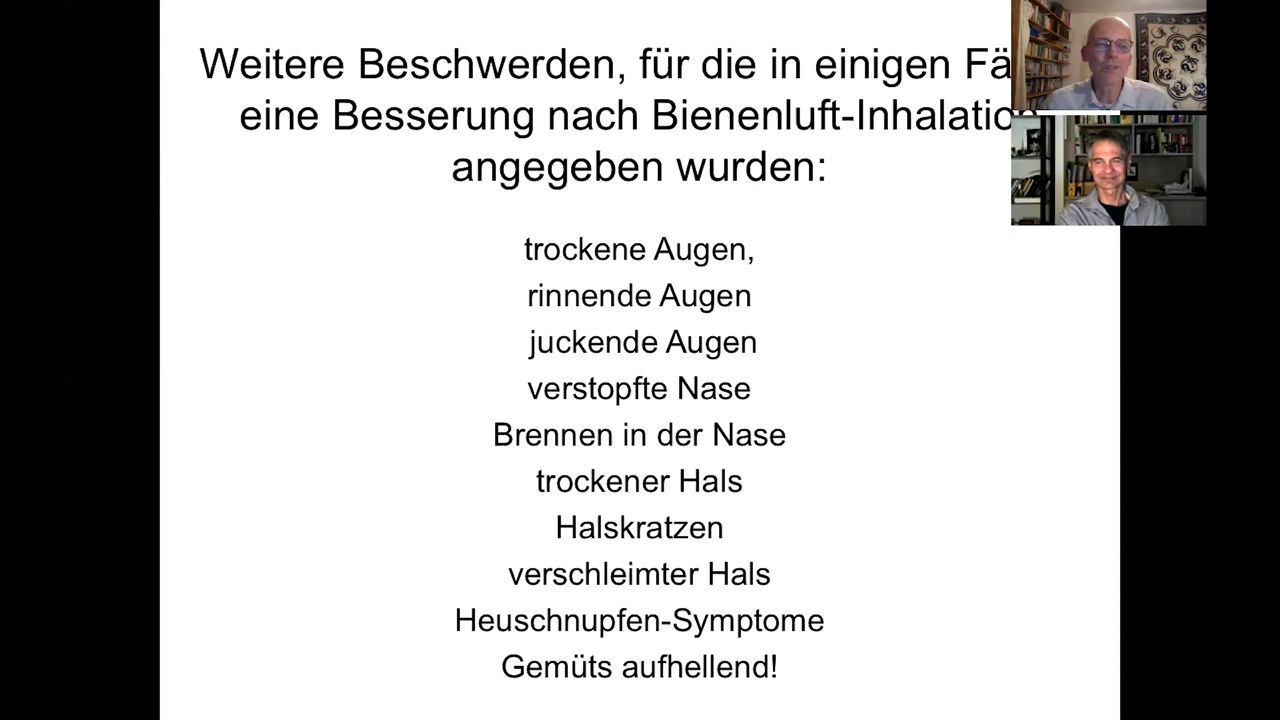 Weitere Beschwerden, für die in einigen Fä
eine Besserung nach Bienenluft-Inhalatio
angegeben wurden:
trockene Augen,
rinnende Augen
juckende Augen
verstopfte Nase
Brennen in der Nase
trockener Hals
Halskratzen
verschleimter Hals
Heuschnupfen-Symptome
Gemüts aufhellend!